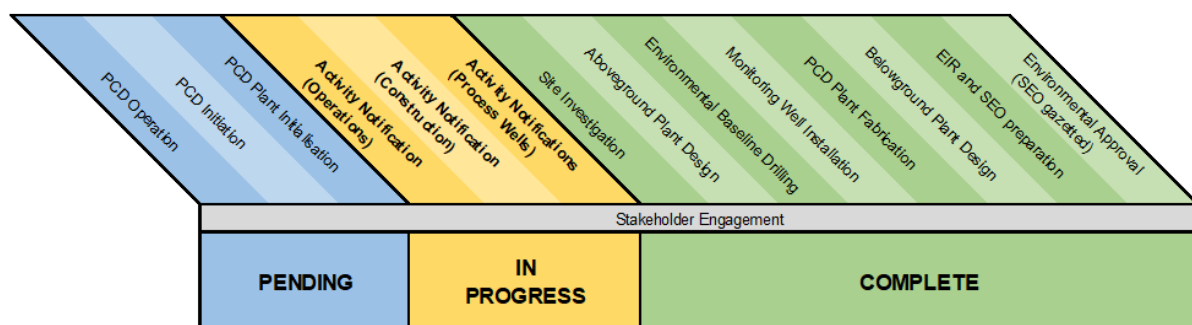 PCD Operation
PCD Initiation
PCD Plant Initialisation
Activity Notification
(Operations)
Activity Notification
(Construction)
Activity Notifications
(Process Wells)
Site Investigation
Aboveground Plant Design
Environmental Baseline Drilling
Monitoring Well Installation
PCD Plant Fabrication
Belowground Plant Design
EIR and SEO preparation
Environmental Approval
(SEO gazetted)
Stakeholder Engagement
PENDING
IN
PROGRESS
COMPLETE